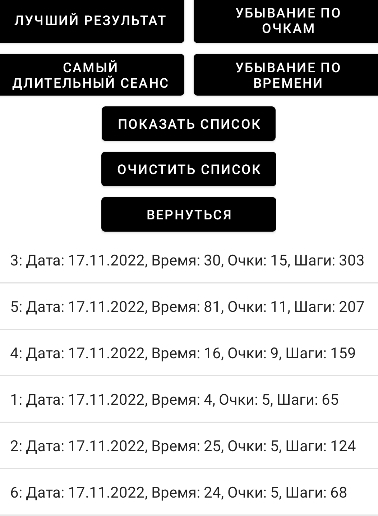 ЛУЧШИЙ РЕЗУЛЬТАТ
УБЫВАНИЕ ПО
ОЧКАМ
САМЫЙ
ДЛИТЕЛЬНЫЙ СЕАНС
УБЫВАНИЕ ПО
ВРЕМЕНИ
ПОКАЗАТЬ СПИСОК
ОЧИСТИТЬ СПИСОК
ВЕРНУТЬСЯ
3: Дата: 17.11.2022, Время: 30, Очки: 15, Шаги: 303
5: Дата: 17.11.2022, Время: 81, Очки: 11, Шаги: 207
4: Дата: 17.11.2022, Время: 16, Очки: 9, Шаги: 159
1: Дата: 17.11.2022, Время: 4, Очки: 5, Шаги: 65
2: Дата: 17.11.2022, Время: 25, Очки: 5, Шаги: 124
6: Дата: 17.11.2022, Время: 24, Очки: 5, Шаги: 68